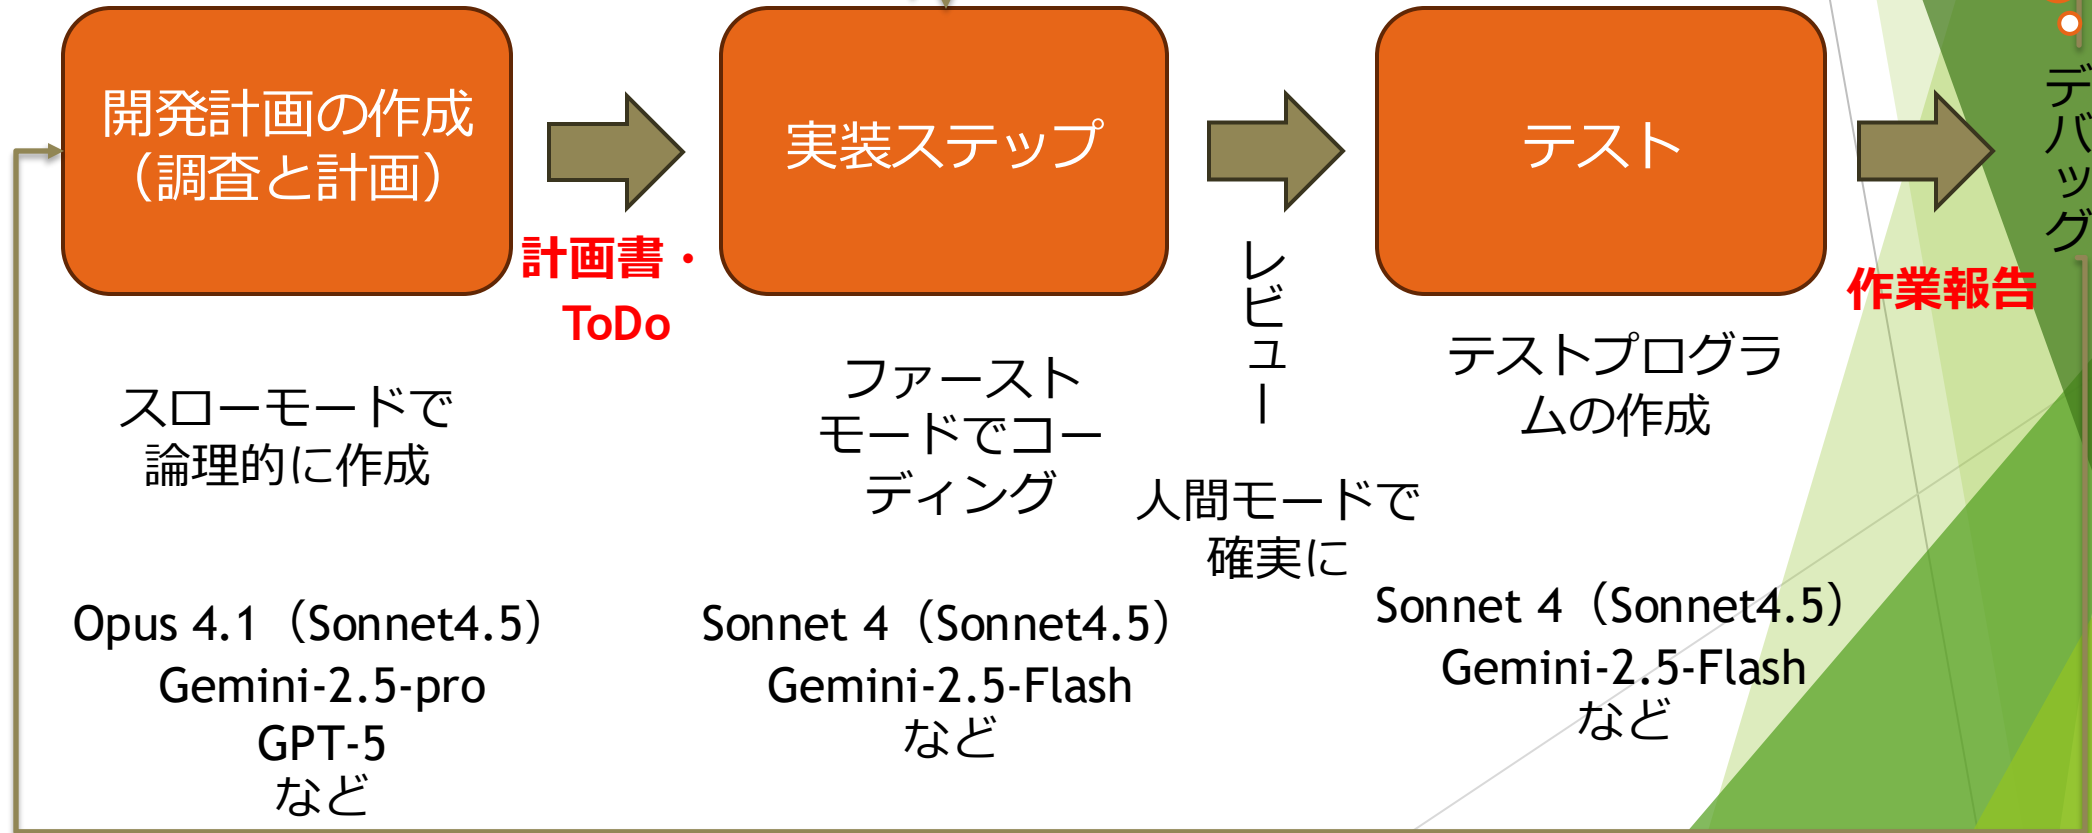 開発計画の作成
（調査と計画）
計画書・
ToDo
スローモードで
論理的に作成
Opus 4.1（Sonnet4.5）
Gemini-2.5-pro
GPT-5
など
実装ステップ
ファースト
モードでコー
ディング
Sonnet 4（Sonnet4.5）
Gemini-2.5-Flash
など
レビュー
人間モードで
確実に
テスト
テストプログラ
ムの作成
Sonnet 4（Sonnet4.5）
Gemini-2.5-Flash
など
作業報告
デバッグ